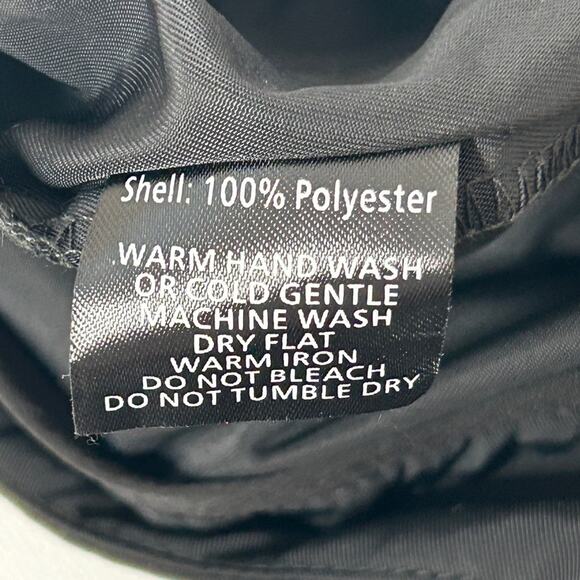 Shell: 100% Polyester
WARM HAND WASH
OR COLD GENTLE
MACHINE WASH
DRY FLAT
WARM IRON
DO NOT BLEACH
DO NOT TUMBLE DRY